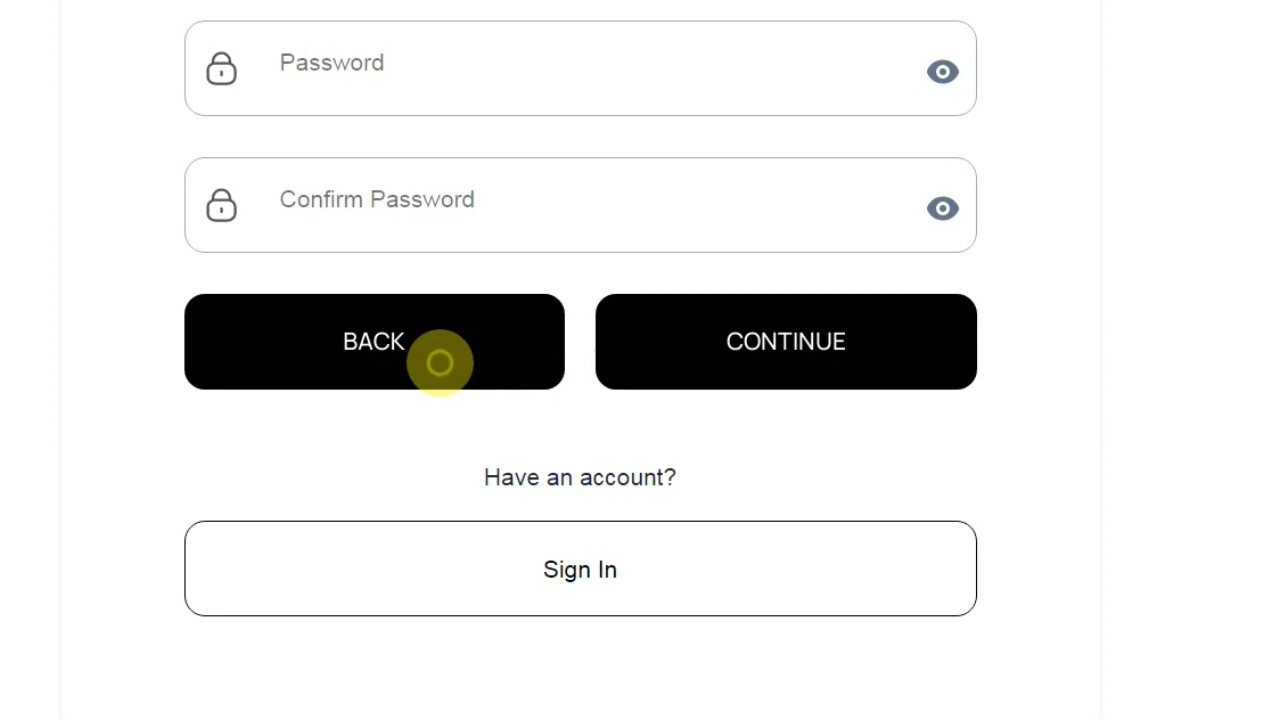 Password
Confirm Password
BACK
CONTINUE
Have an account?
Sign In